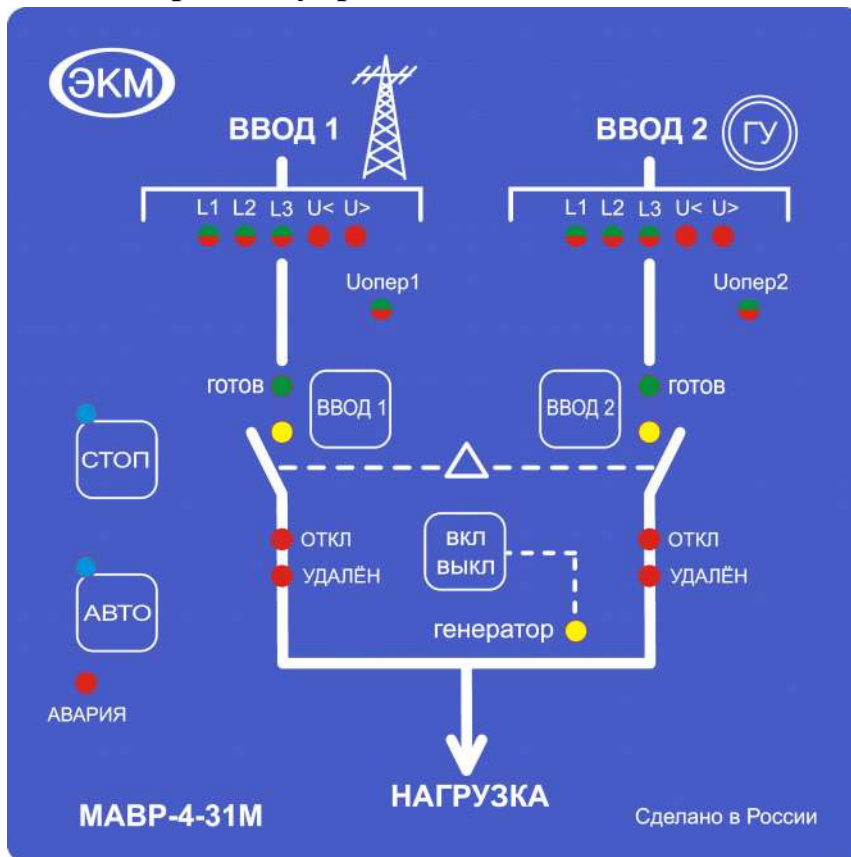 ЭКМ
ВВОД 1
ВВОД 2
ГУ
L1 L2 L3 U< U>
L1 L2 L3 U< U>
Uопер1
Uопер2
готов
ВВОД 1
ВВОД 2
готов
СТОП
ОТКЛ
ВКЛ
ВЫКЛ
ОТКЛ
УДАЛЁН
УДАЛЁН
АВТО
генератор
АВАРИЯ
НАГРУЗКА
МАВР-4-31М
Сделано в России